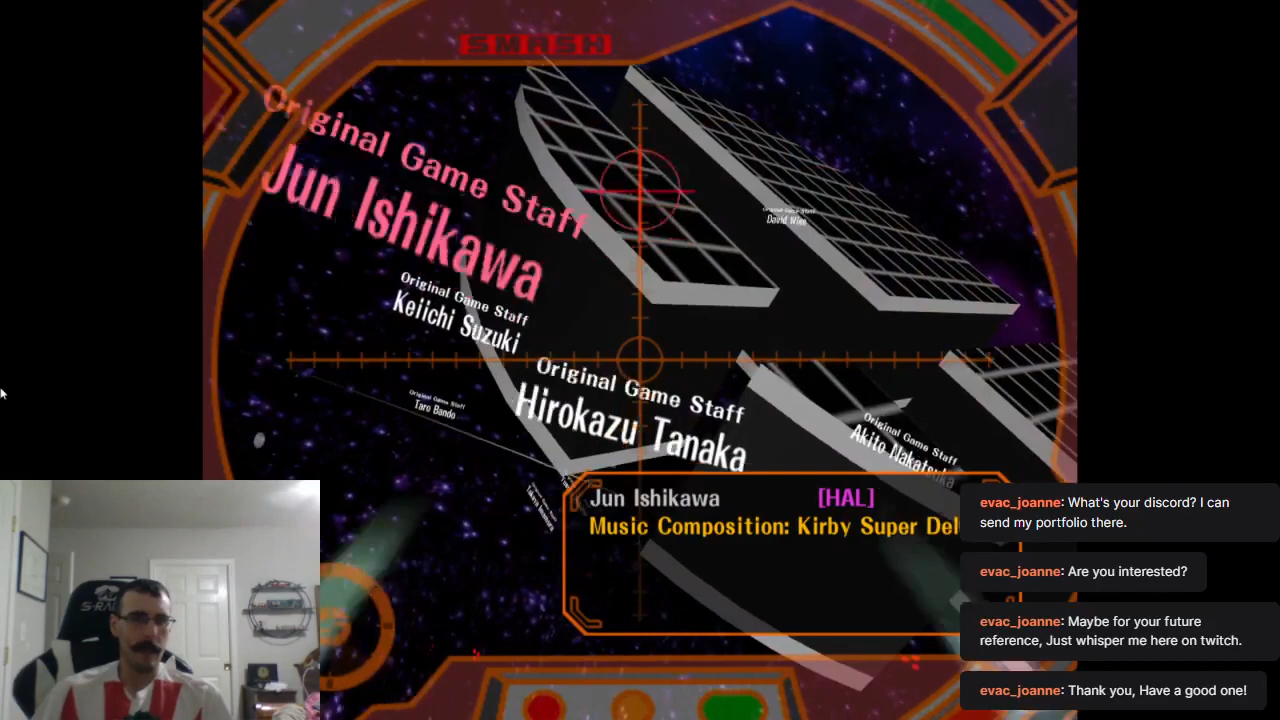 SMASH
Original Game Staff
Jun Ishikawa
Original Game Staff
David Wise
Original Game Staff
Keiichi Suzuki
Original Game Staff
Hirokazu Tanaka
Original Game Staff
Taro Bando
Original Game Staff
Akito Nakatsuka
Jun Ishikawa [HAL]
Music Composition: Kirby Super Del
evac_joanne: What's your discord? I can
send my portfolio there.
evac_joanne: Are you interested?
evac_joanne: Maybe for your future
reference, Just whisper me here on twitch.
evac_joanne: Thank you, Have a good one!